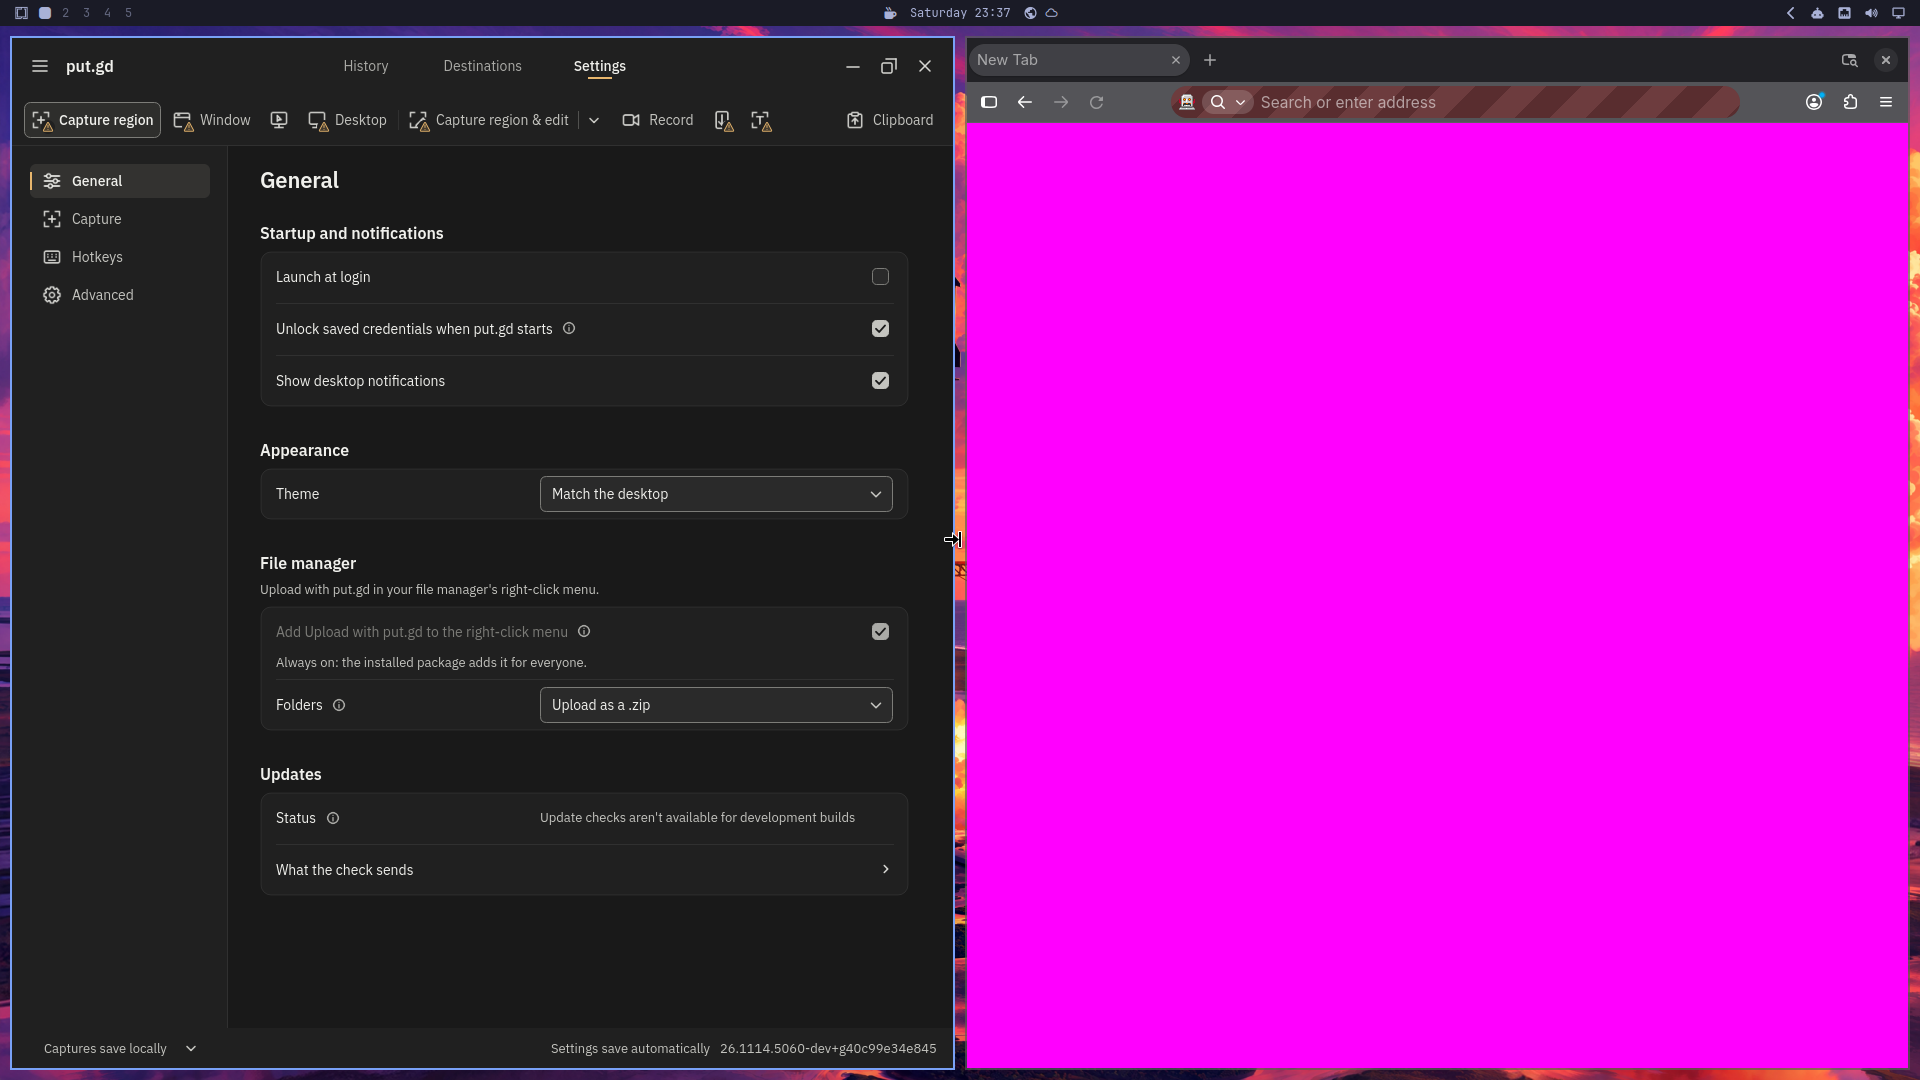 2 3 4 5
Saturday 23:37
put.gd
History
Destinations
Settings
Capture region
Window
Desktop
Capture region & edit
Record
Clipboard
General
Capture
Hotkeys
Advanced
General
Startup and notifications
Launch at login
Unlock saved credentials when put.gd starts
Show desktop notifications
Appearance
Theme
Match the desktop
File manager
Upload with put.gd in your file manager's right-click menu.
Add Upload with put.gd to the right-click menu
Always on: the installed package adds it for everyone.
Folders
Upload as a .zip
Updates
Status
Update checks aren't available for development builds
What the check sends
Captures save locally
Settings save automatically
26.1114.5060-dev+g40c99e34e845
New Tab
Search or enter address